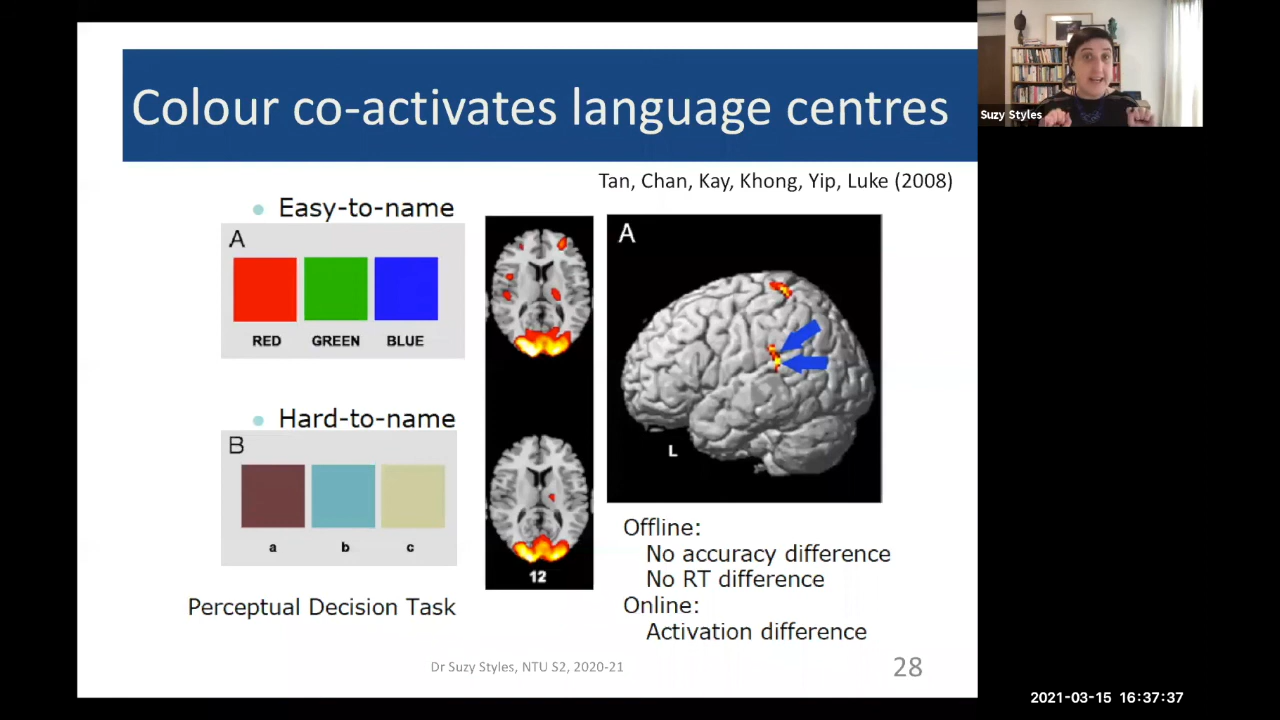 Colour co-activates language centres
Suzy Styles
Tan, Chan, Kay, Khong, Yip, Luke (2008)
Easy-to-name
A
RED GREEN BLUE
Hard-to-name
B
a b c
Perceptual Decision Task
12
A
L
Offline:
No accuracy difference
No RT difference
Online:
Activation difference
Dr Suzy Styles, NTU S2, 2020-21
28
2021-03-15 16:37:37